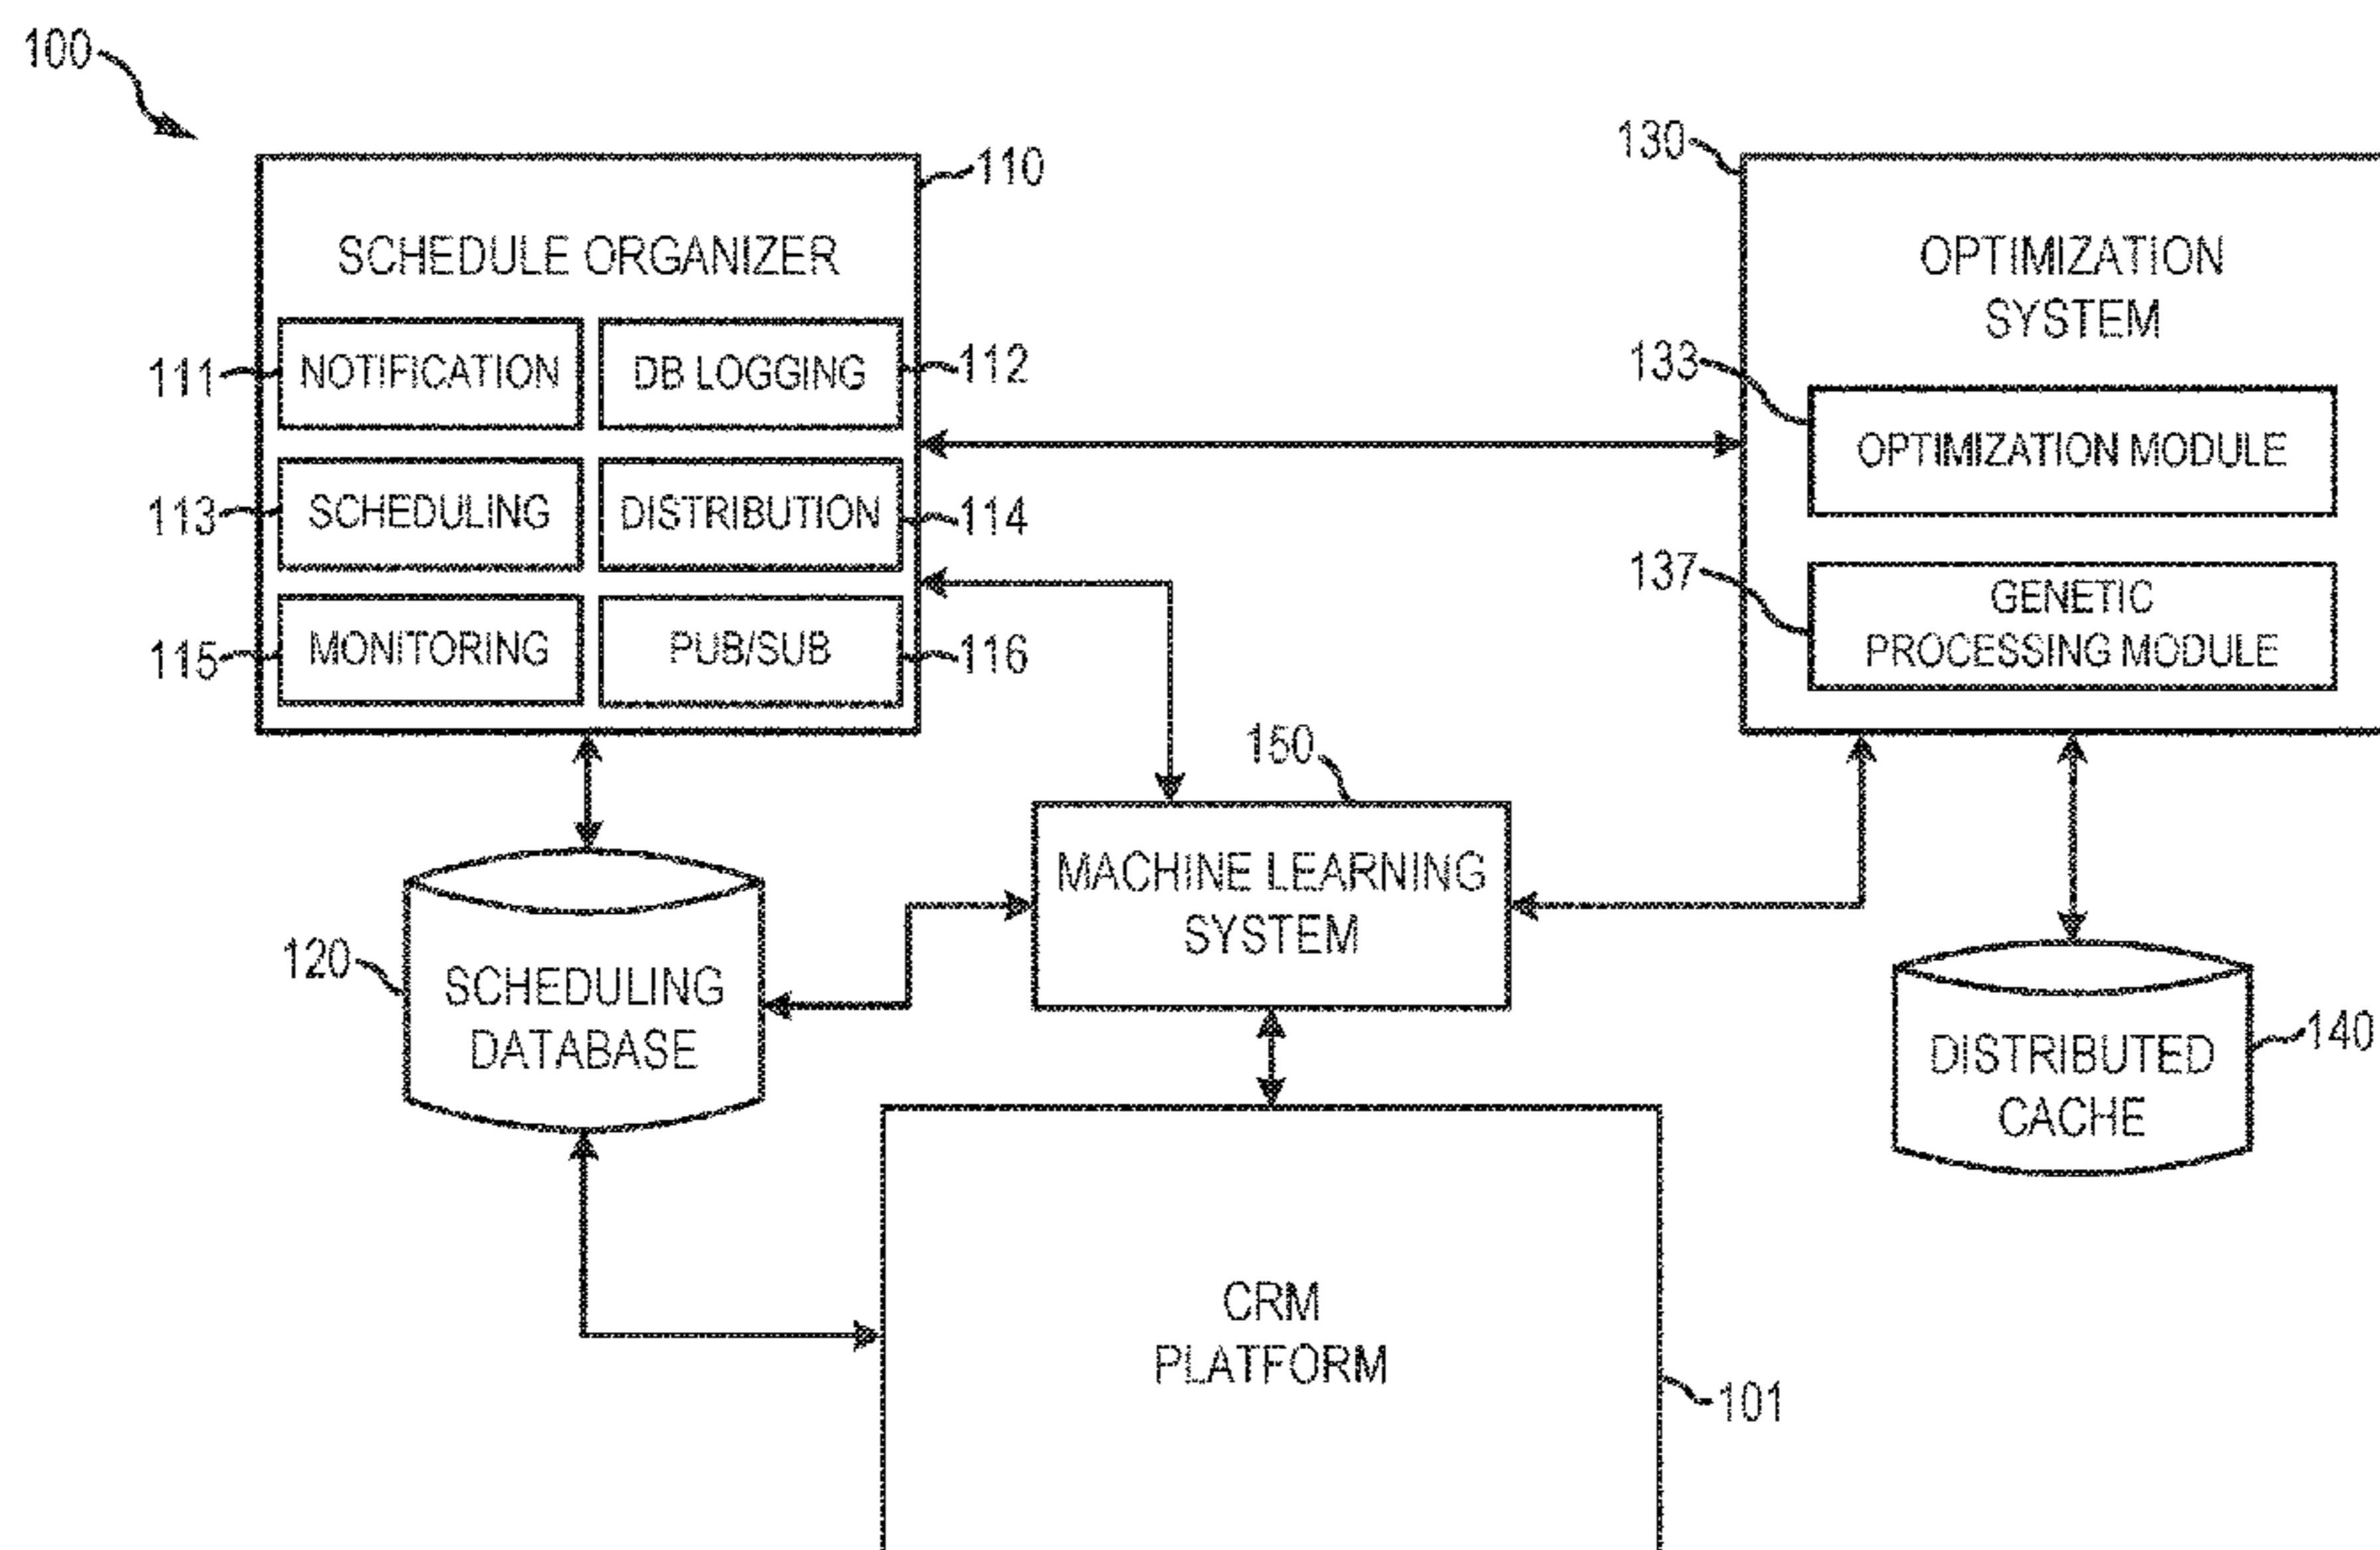 100
110
130
SCHEDULE ORGANIZER
OPTIMIZATION
SYSTEM
111
NOTIFICATION
DB LOGGING
112
133
OPTIMIZATION MODULE
113
SCHEDULING
DISTRIBUTION
114
137
GENETIC
PROCESSING MODULE
115
MONITORING
PUB/SUB
116
150
MACHINE LEARNING
SYSTEM
120
SCHEDULING
DATABASE
140
DISTRIBUTED
CACHE
CRM
PLATFORM
101